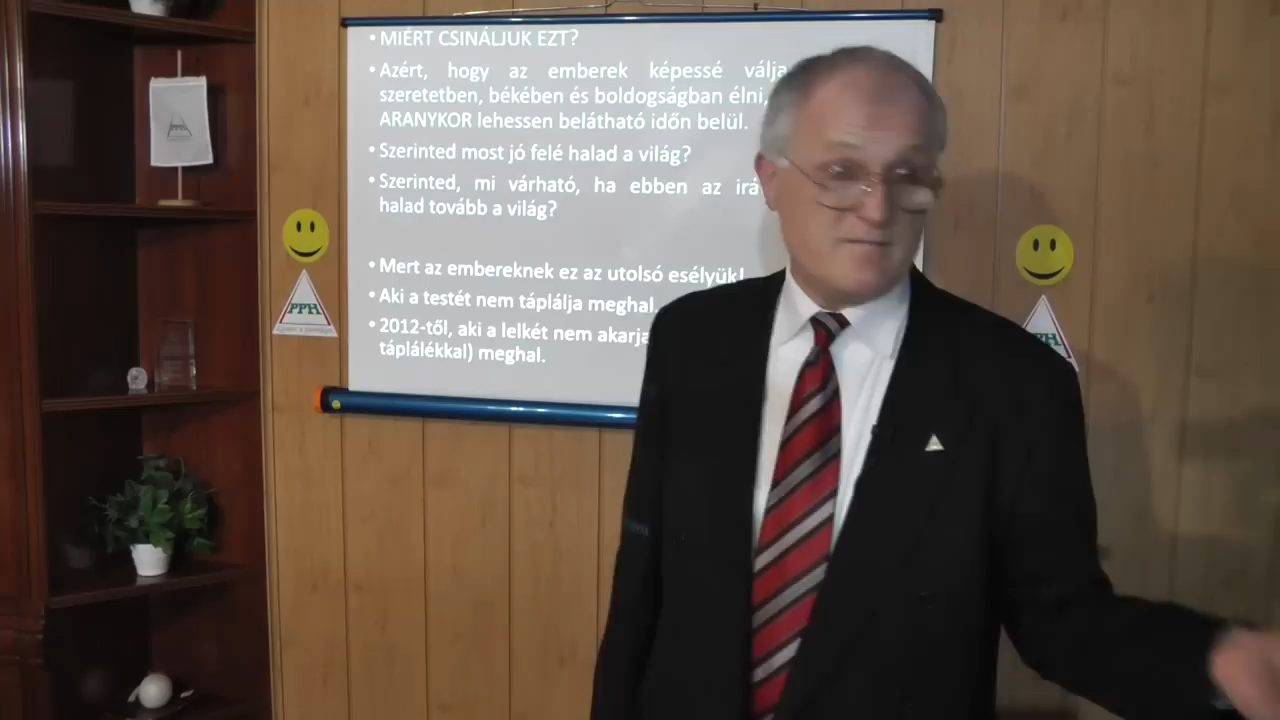 • MIÉRT CSINÁLJUK EZT?
• Azért, hogy az emberek képessé
szeretetben, békében és boldogságban élni,
ARANYKOR lehessen belátható időn belül.
• Szerinted most jó felé halad a világ?
• Szerinted, mi várható, ha ebben az
halad tovább a világ?
• Mert az embereknek ez az utolsó esélyük!
• Aki a testét nem táplálja meghal.
• 2012-től, aki a lelkét nem akarja
táplálékkal) meghal.
PPH
PPH